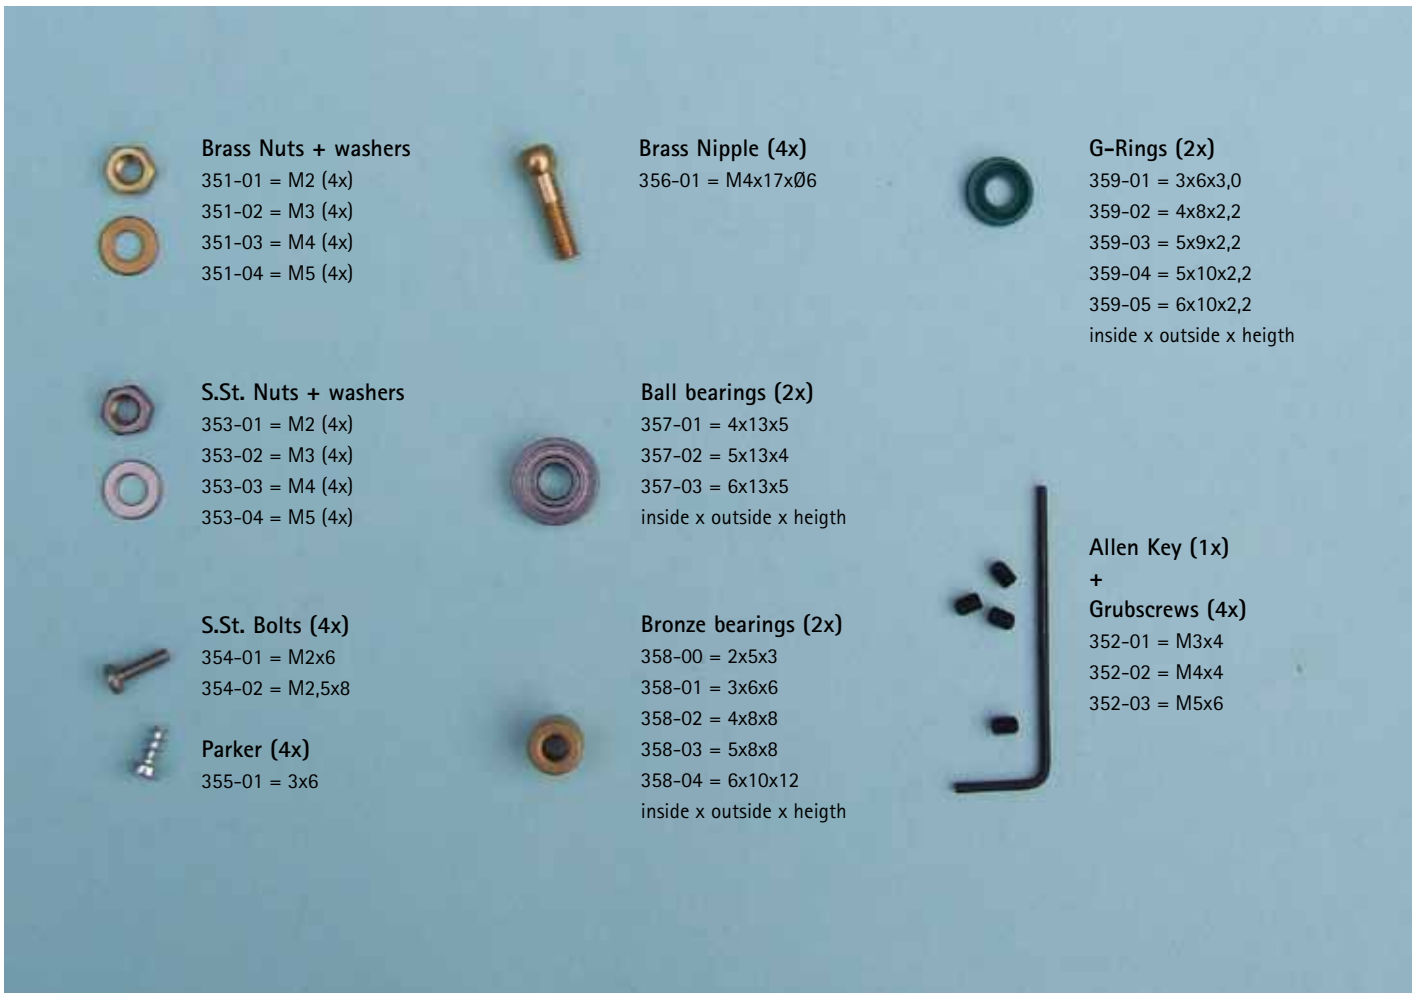 Brass Nuts + washers
351-01 = M2 (4x)
351-02 = M3 (4x)
351-03 = M4 (4x)
351-04 = M5 (4x)
S.St. Nuts + washers
353-01 = M2 (4x)
353-02 = M3 (4x)
353-03 = M4 (4x)
353-04 = M5 (4x)
S.St. Bolts (4x)
354-01 = M2x6
354-02 = M2,5x8
Parker (4x)
355-01 = 3x6
Brass Nipple (4x)
356-01 = M4x17xØ6
Ball bearings (2x)
357-01 = 4x13x5
357-02 = 5x13x4
357-03 = 6x13x5
inside x outside x heigth
Bronze bearings (2x)
358-00 = 2x5x3
358-01 = 3x6x6
358-02 = 4x8x8
358-03 = 5x8x8
358-04 = 6x10x12
inside x outside x heigth
G-Rings (2x)
359-01 = 3x6x3,0
359-02 = 4x8x2,2
359-03 = 5x9x2,2
359-04 = 5x10x2,2
359-05 = 6x10x2,2
inside x outside x heigth
Allen Key (1x)
+
Grubscrews (4x)
352-01 = M3x4
352-02 = M4x4
352-03 = M5x6